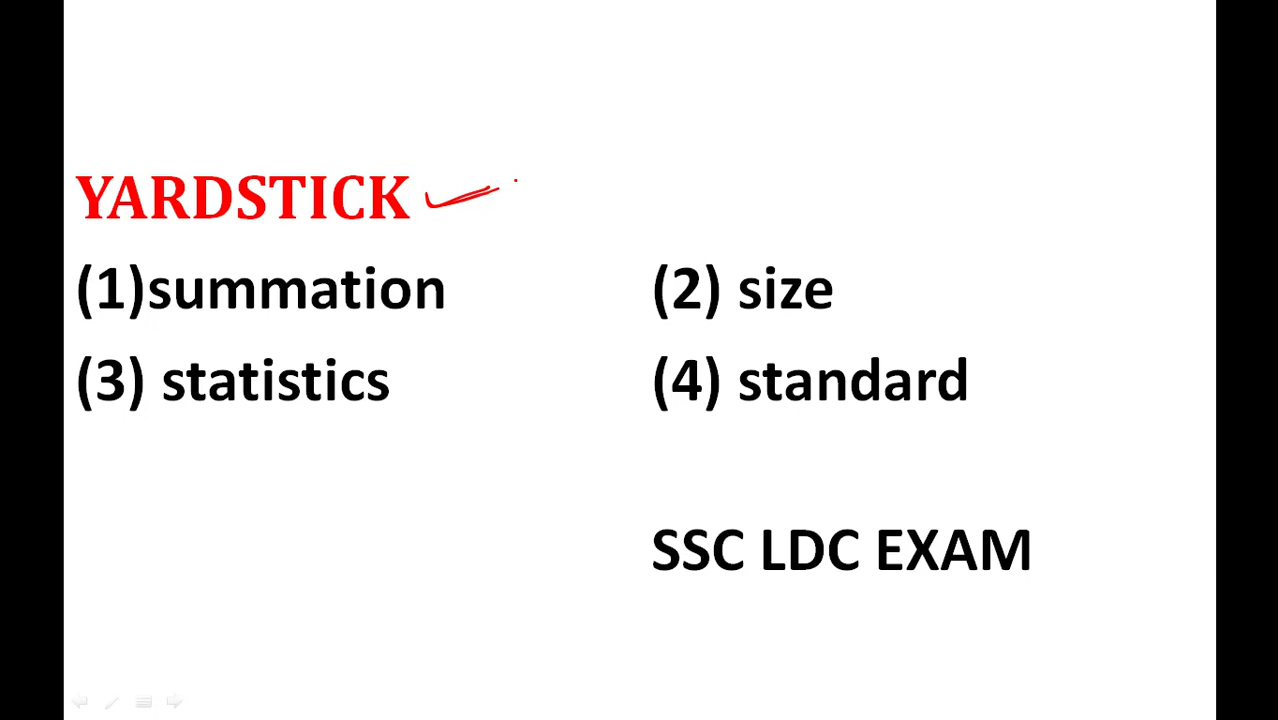 YARDSTICK
(1)summation (2) size
(3) statistics (4) standard
SSC LDC EXAM